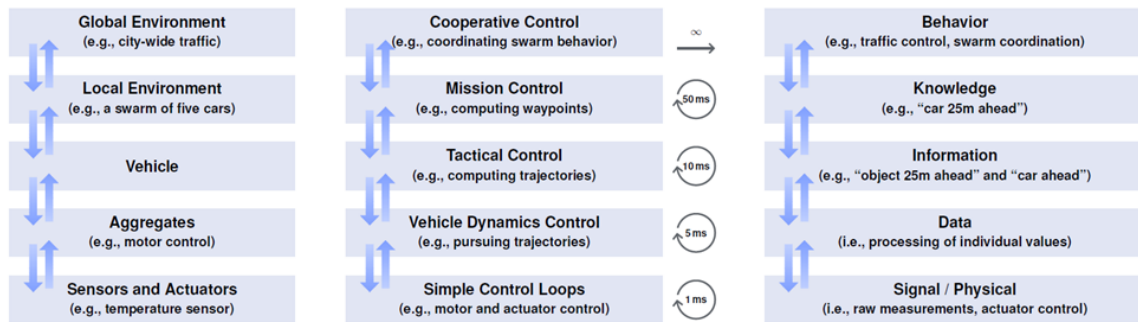 Global Environment
(e.g., city-wide traffic)
Local Environment
(e.g., a swarm of five cars)
Vehicle
Aggregates
(e.g., motor control)
Sensors and Actuators
(e.g., temperature sensor)
Cooperative Control
(e.g., coordinating swarm behavior)
∞
Mission Control
(e.g., computing waypoints)
50 ms
Tactical Control
(e.g., computing trajectories)
10 ms
Vehicle Dynamics Control
(e.g., pursuing trajectories)
5 ms
Simple Control Loops
(e.g., motor and actuator control)
1 ms
Behavior
(e.g., traffic control, swarm coordination)
Knowledge
(e.g., “car 25m ahead”)
Information
(e.g., “object 25m ahead” and “car ahead”)
Data
(i.e., processing of individual values)
Signal / Physical
(i.e., raw measurements, actuator control)